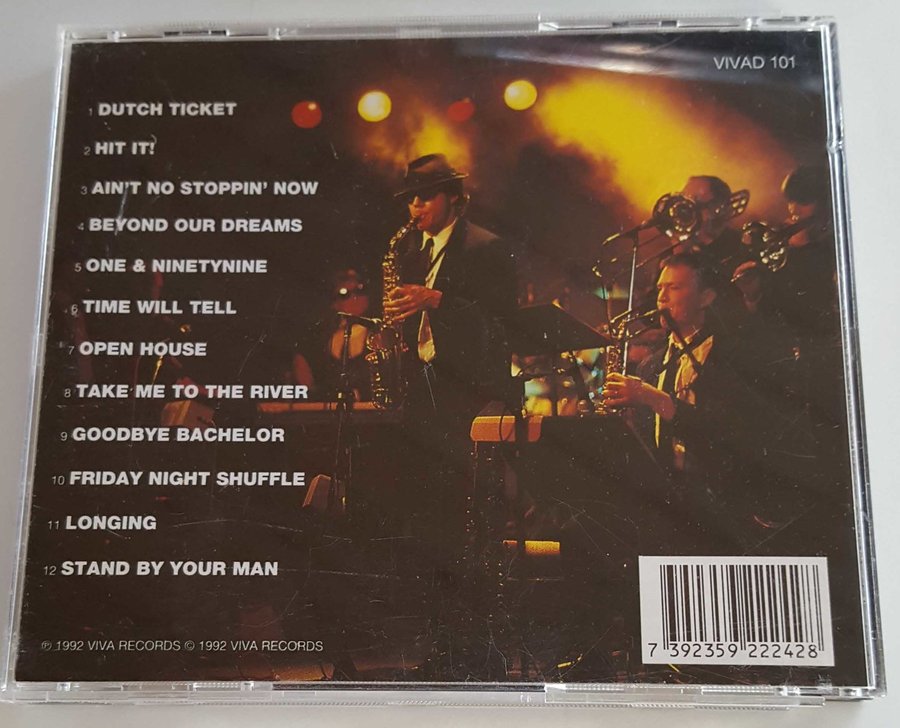 VIVAD 101
1 DUTCH TICKET
2 HIT IT!
3 AIN'T NO STOPPIN' NOW
4 BEYOND OUR DREAMS
5 ONE & NINETYNINE
6 TIME WILL TELL
7 OPEN HOUSE
8 TAKE ME TO THE RIVER
9 GOODBYE BACHELOR
10 FRIDAY NIGHT SHUFFLE
11 LONGING
12 STAND BY YOUR MAN
℗ 1992 VIVA RECORDS © 1992 VIVA RECORDS
7 392359 222428